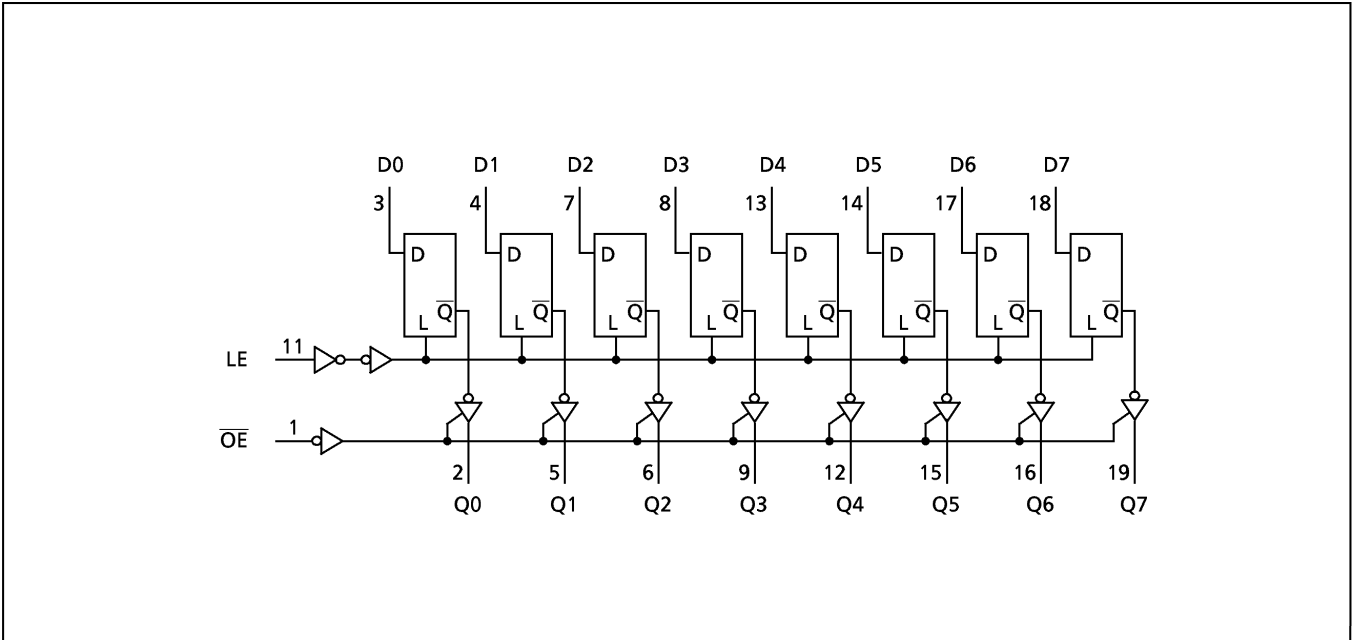 D0 D1 D2 D3 D4 D5 D6 D7
3 4 7 8 13 14 17 18
D D D D D D D D
Q̅ Q̅ Q̅ Q̅ Q̅ Q̅ Q̅ Q̅
L L L L L L L L
LE 11
O̅E̅ 1
2 5 6 9 12 15 16 19
Q0 Q1 Q2 Q3 Q4 Q5 Q6 Q7